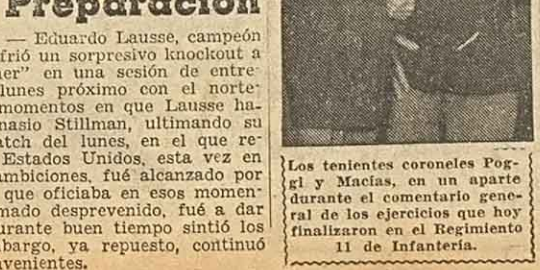 Preparación
— Eduardo Lausse, campeón
frió un sorpresivo knockout a
er" en una sesión de entre-
lunes próximo con el norte-
momentos en que Lausse ha-
nasio Stillman, ultimando su
atch del lunes, en el que re-
Estados Unidos, esta vez en
ambiciones, fué alcanzado por
que oficiaba en esos momen-
mado desprevenido, fué a dar
urante buen tiempo sintió los
bargo, ya repuesto, continuó
nvenientes.
Los tenientes coroneles Pog-
gi y Macías, en un aparte
durante el comentario gene-
ral de los ejercicios que hoy
finalizaron en el Regimiento
11 de Infantería.